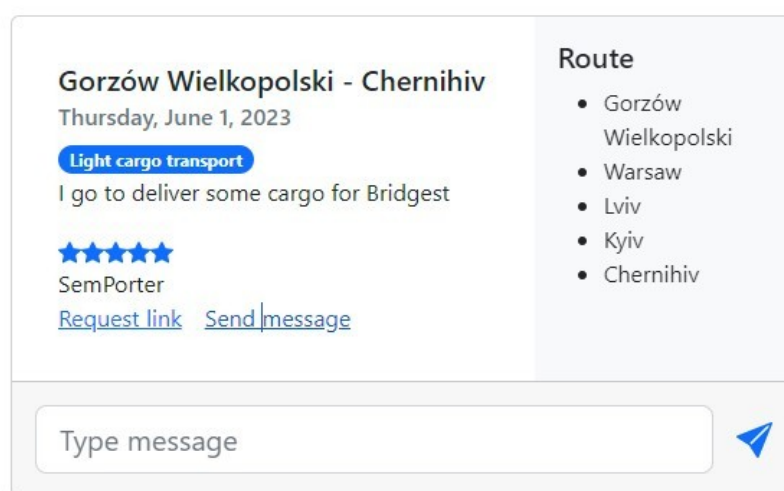 Gorzów Wielkopolski - Chernihiv
Thursday, June 1, 2023
Light cargo transport
I go to deliver some cargo for Bridgest
SemPorter
Request link Send message
Route
Gorzów
Wielkopolski
Warsaw
Lviv
Kyiv
Chernihiv
Type message